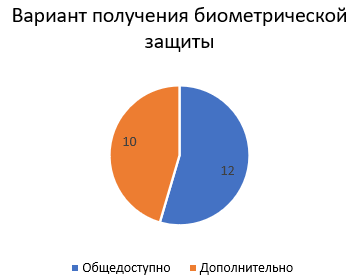 Вариант получения биометрической
защиты
10
12
Общедоступно
Дополнительно